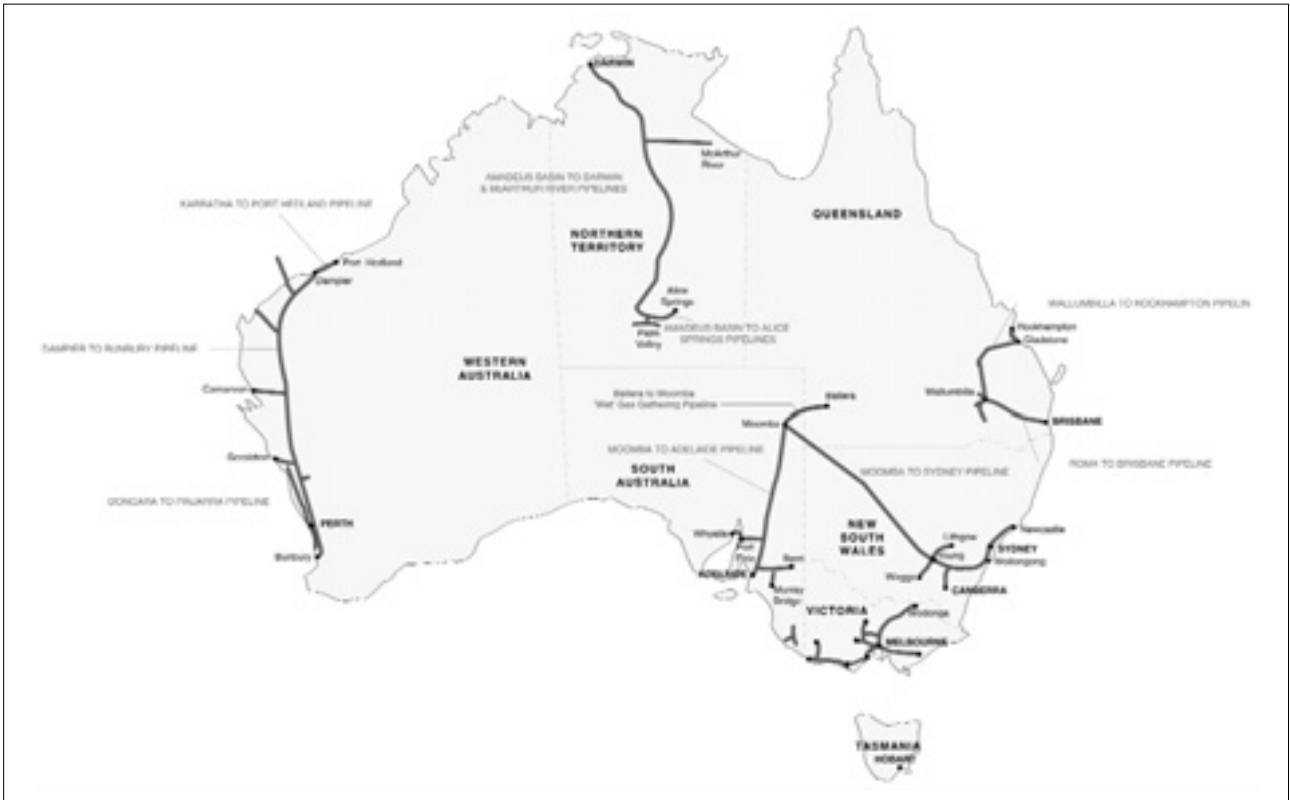 DARWIN
McArthur
River
AMADEUS BASIN TO DARWIN
& McARTHUR RIVER PIPELINES
KARRATHA TO PORT HEDLAND PIPELINE
QUEENSLAND
NORTHERN
TERRITORY
Port Hedland
Dampier
Alice
Springs
WALLUMBILLA TO ROCKHAMPTON PIPELIN
AMADEUS BASIN TO ALICE
SPRINGS PIPELINES
Palm
Valley
Rockhampton
Gladstone
DAMPIER TO BUNBURY PIPELINE
WESTERN
AUSTRALIA
Carnarvon
Ballera to Moomba
'Wet' Gas Gathering Pipeline
Ballera
Wallumbilla
Moomba
BRISBANE
MOOMBA TO ADELAIDE PIPELINE
Geraldton
SOUTH
AUSTRALIA
MOOMBA TO SYDNEY PIPELINE
ROMA TO BRISBANE PIPELINE
DONGARA TO PINJARRA PIPELINE
PERTH
NEW
SOUTH
WALES
Whyalla
Port
Pirie
Newcastle
Lithgow
SYDNEY
Bunbury
Young
Wollongong
Berri
ADELAIDE
Wagga
Murray
Bridge
CANBERRA
VICTORIA
Wodonga
MELBOURNE
TASMANIA
HOBART